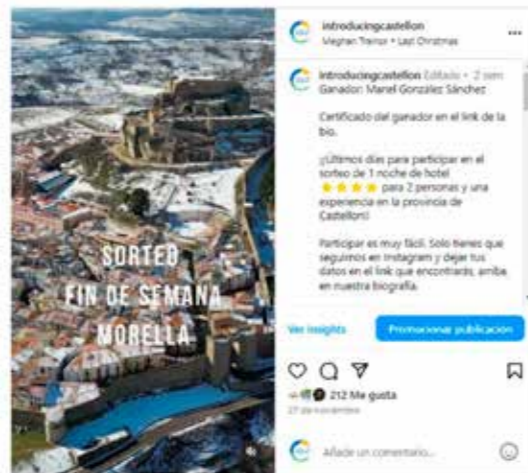 SORTEO
FIN DE SEMANA
MORELLA
introducingcastellon
Meghan Trainor • Last Christmas
introducingcastellon Editado • 2 sem
Ganador: Mariel González Sánchez
Certificado del ganador en el link de la
bio.
¡¡Últimos días para participar en el
sorteo de 1 noche de hotel
⭐⭐⭐⭐ para 2 personas y una
experiencia en la provincia de
Castellón!!
Participar es muy fácil. Solo tienes que
seguirnos en Instagram y dejar tus
datos en el link que encontrarás, arriba
en nuestra biografía.
Ver insights
Promocionar publicación
212 Me gusta
27 de noviembre
Añade un comentario...